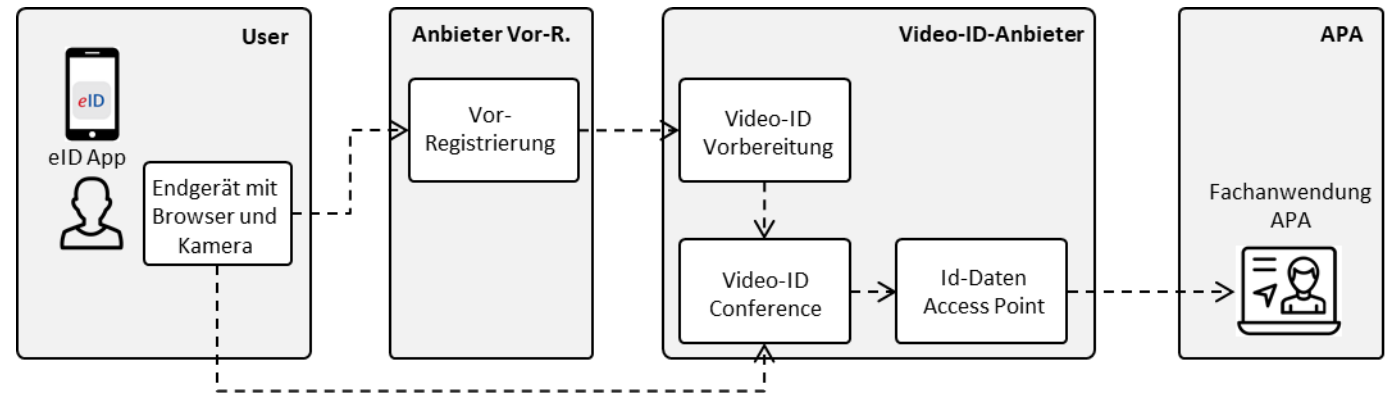 User
eID
eID App
Endgerät mit
Browser und
Kamera
Anbieter Vor-R.
Vor-
Registrierung
Video-ID-Anbieter
Video-ID
Vorbereitung
Video-ID
Conference
Id-Daten
Access Point
APA
Fachanwendung
APA